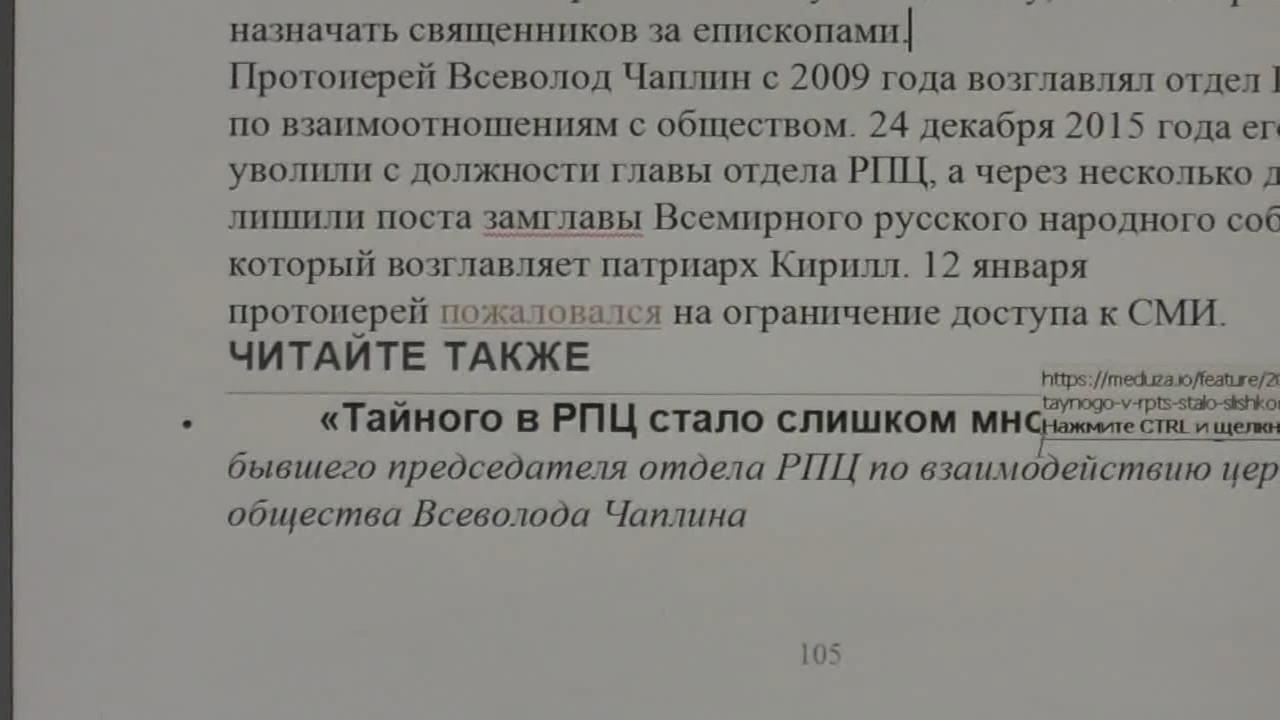 назначать священников за епископами.
Протоиерей Всеволод Чаплин с 2009 года возглавлял отдел
по взаимоотношениям с обществом. 24 декабря 2015 года его
уволили с должности главы отдела РПЦ, а через несколько
лишили поста замглавы Всемирного русского народного
который возглавляет патриарх Кирилл. 12 января
протоиерей пожаловался на ограничение доступа к СМИ.
ЧИТАЙТЕ ТАКЖЕ
https://meduza.io/feature/20
taynogo-v-rpts-stalo-slishko
Нажмите CTRL и щелкн
• «Тайного в РПЦ стало слишком мно
бывшего председателя отдела РПЦ по взаимодействию цер
общества Всеволода Чаплина
105